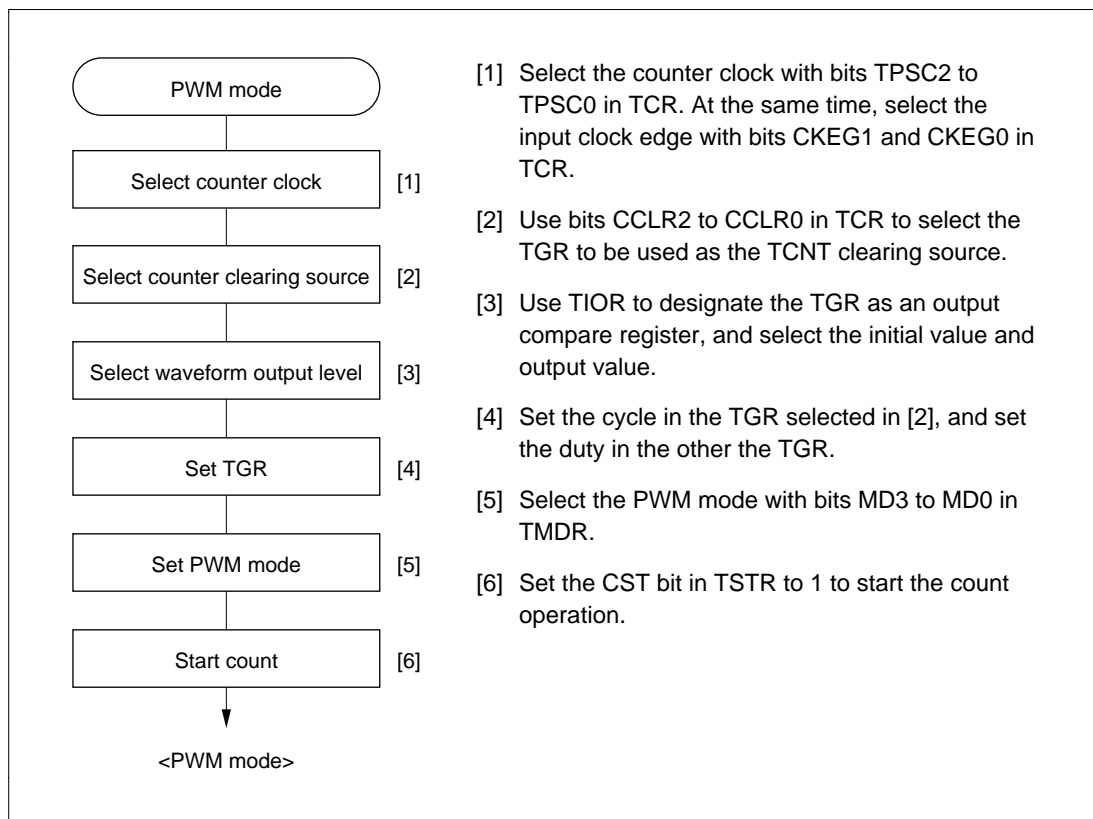 PWM mode
Select counter clock
[1]
Select counter clearing source
[2]
Select waveform output level
[3]
Set TGR
[4]
Set PWM mode
[5]
Start count
[6]
<PWM mode>
[1] Select the counter clock with bits TPSC2 to
TPSC0 in TCR. At the same time, select the
input clock edge with bits CKEG1 and CKEG0 in
TCR.
[2] Use bits CCLR2 to CCLR0 in TCR to select the
TGR to be used as the TCNT clearing source.
[3] Use TIOR to designate the TGR as an output
compare register, and select the initial value and
output value.
[4] Set the cycle in the TGR selected in [2], and set
the duty in the other the TGR.
[5] Select the PWM mode with bits MD3 to MD0 in
TMDR.
[6] Set the CST bit in TSTR to 1 to start the count
operation.